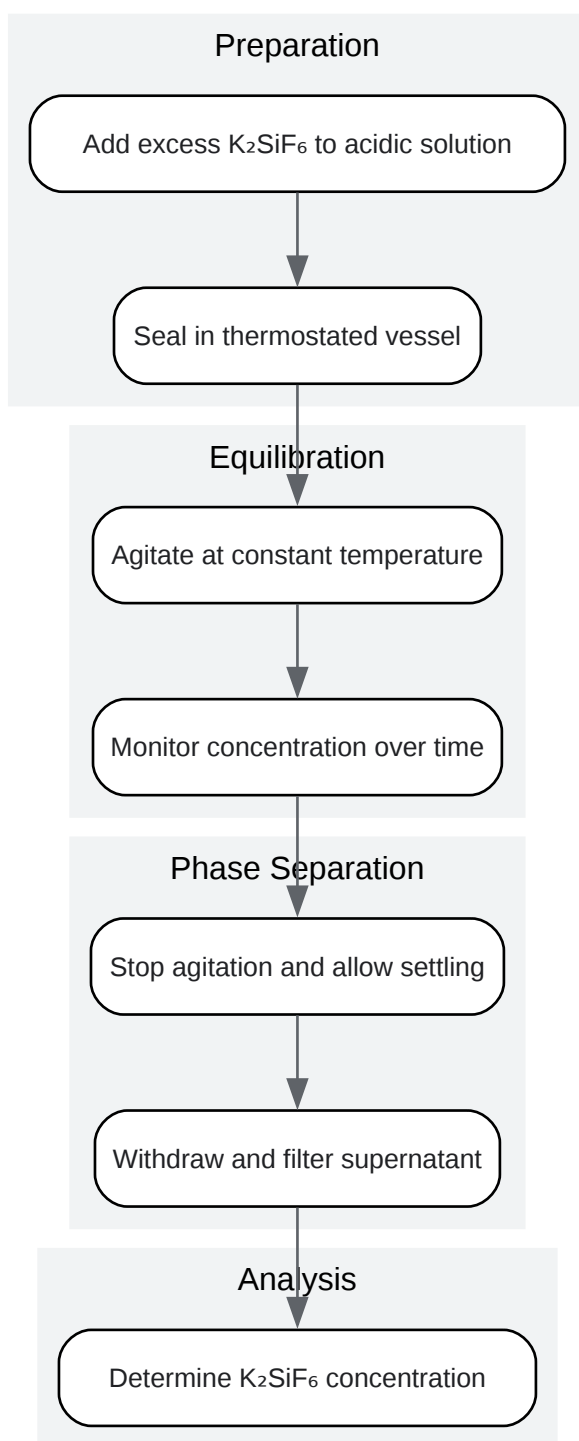 Preparation
Add excess K₂SiF₆ to acidic solution
Seal in thermostated vessel
Equilibration
Agitate at constant temperature
Monitor concentration over time
Phase Separation
Stop agitation and allow settling
Withdraw and filter supernatant
Analysis
Determine K₂SiF₆ concentration